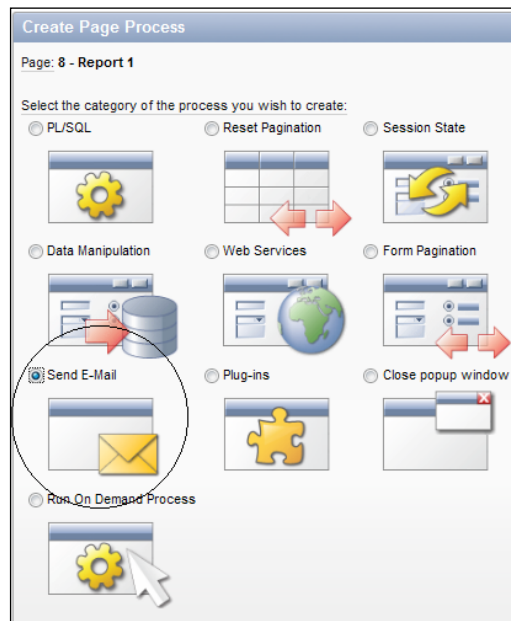 Create Page Process
Page: 8 - Report 1
Select the category of the process you wish to create:
PL/SQL Reset Pagination Session State
Data Manipulation Web Services Form Pagination
Send E-Mail Plug-ins Close popup window
Run On Demand Process